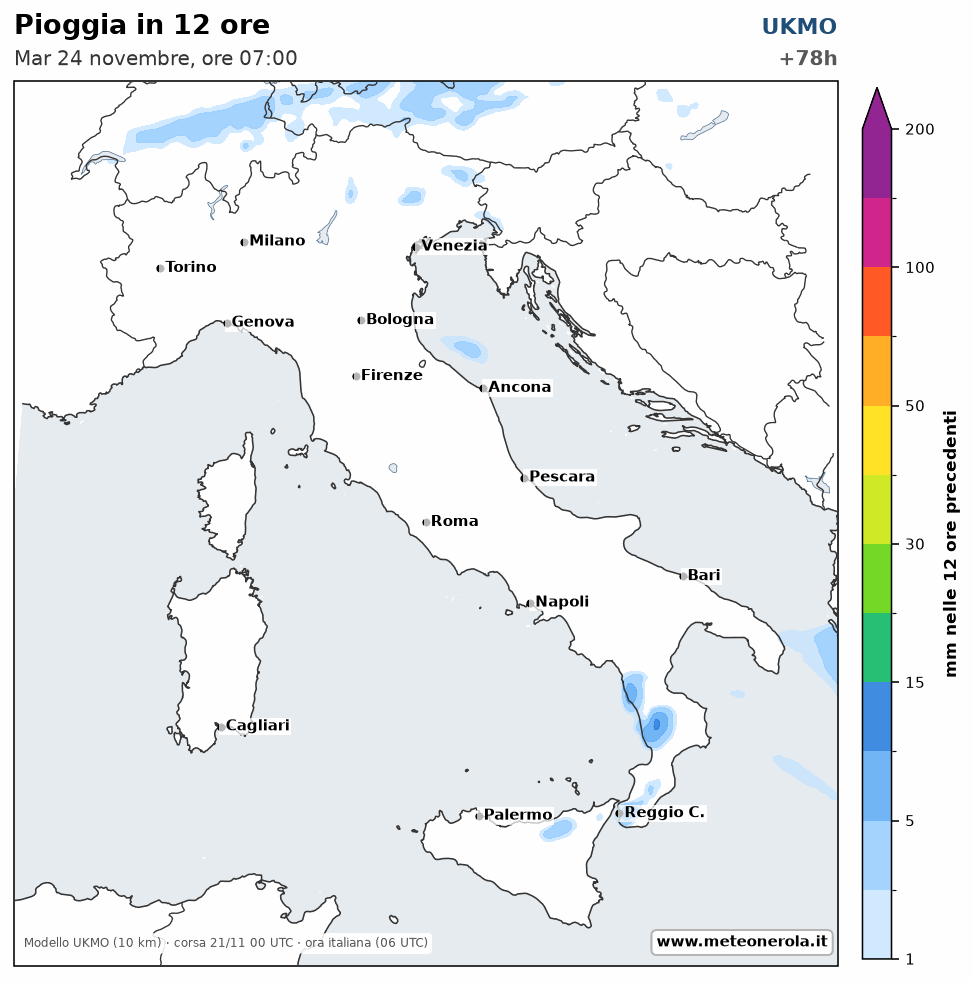 Pioggia in 12 ore
UKMO
Mar 24 novembre, ore 07:00
+78h
200
Milano
Venezia
Torino
100
Genova
Bologna
Firenze
Ancona
50
Pescara
Roma
30
Bari
Napoli
15
Cagliari
Palermo
Reggio C.
5
mm nelle 12 ore precedenti
Modello UKMO (10 km) · corsa 21/11 00 UTC · ora italiana (06 UTC)
www.meteonerola.it
1